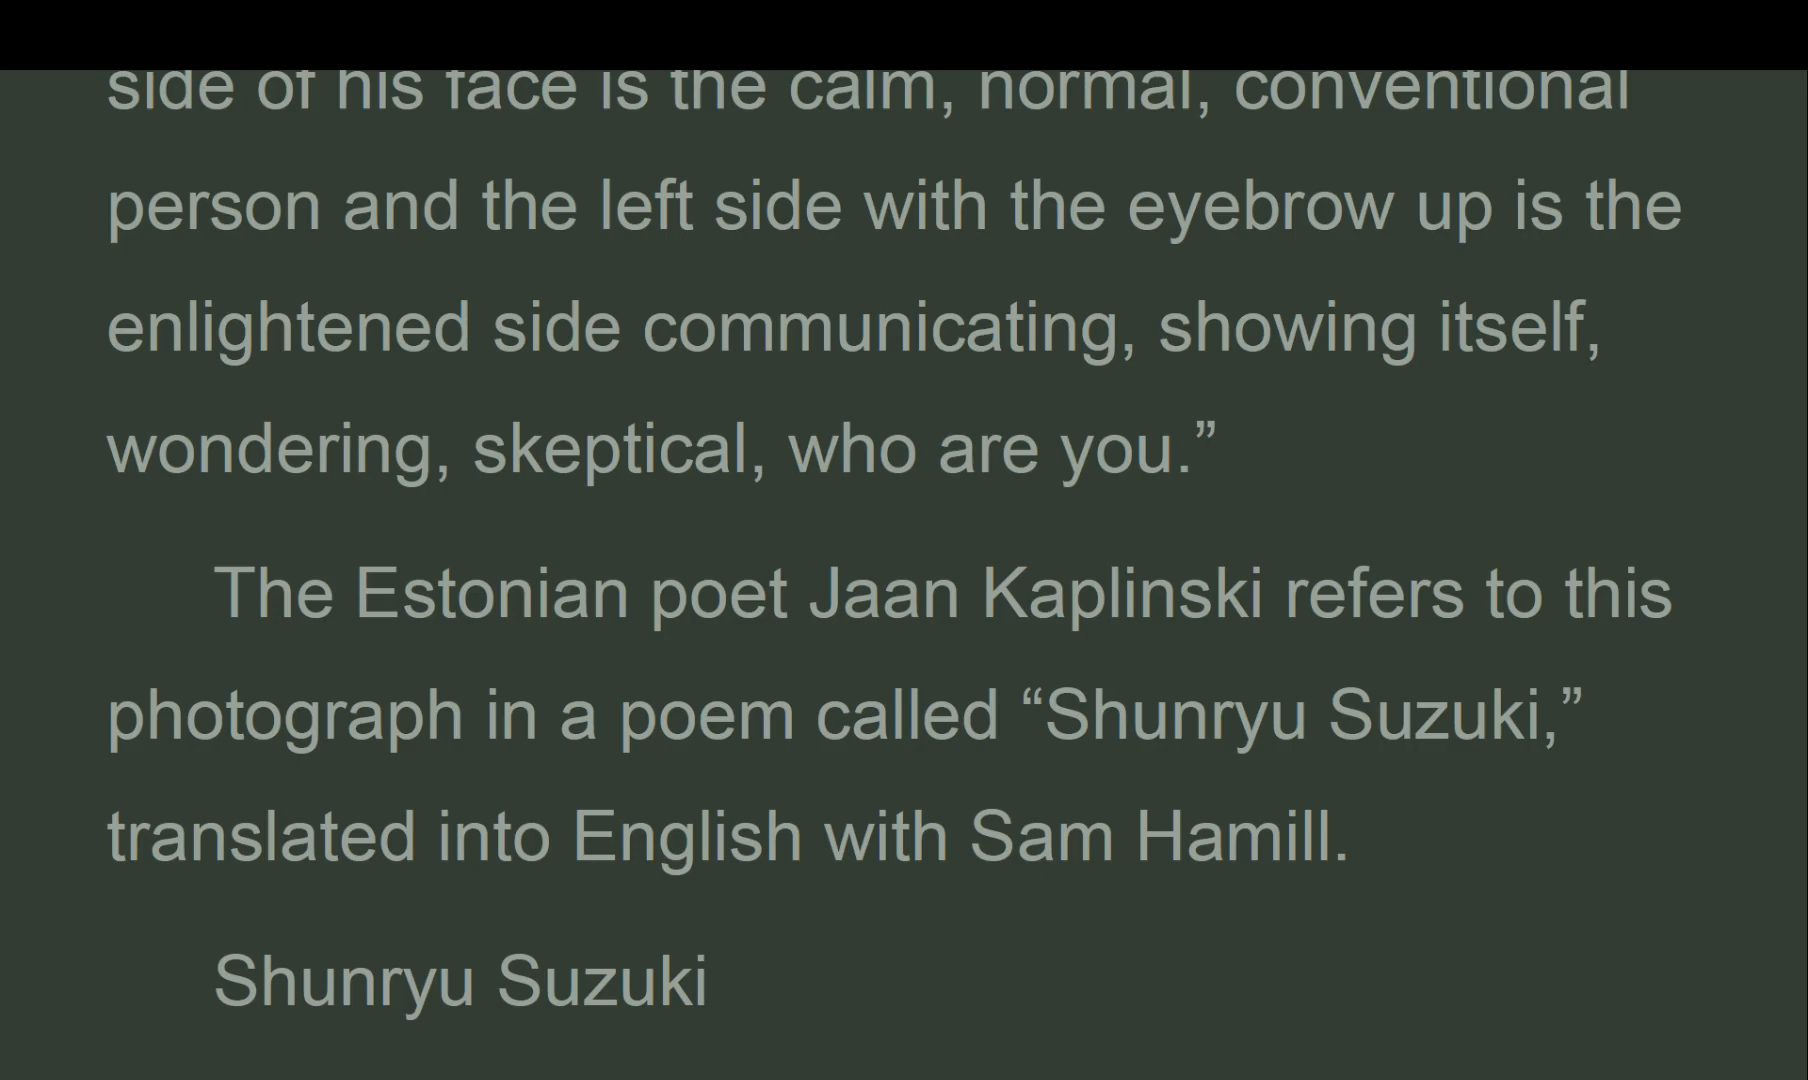 side of his face is the calm, normal, conventional
person and the left side with the eyebrow up is the
enlightened side communicating, showing itself,
wondering, skeptical, who are you.”
The Estonian poet Jaan Kaplinski refers to this
photograph in a poem called “Shunryu Suzuki,”
translated into English with Sam Hamill.
Shunryu Suzuki